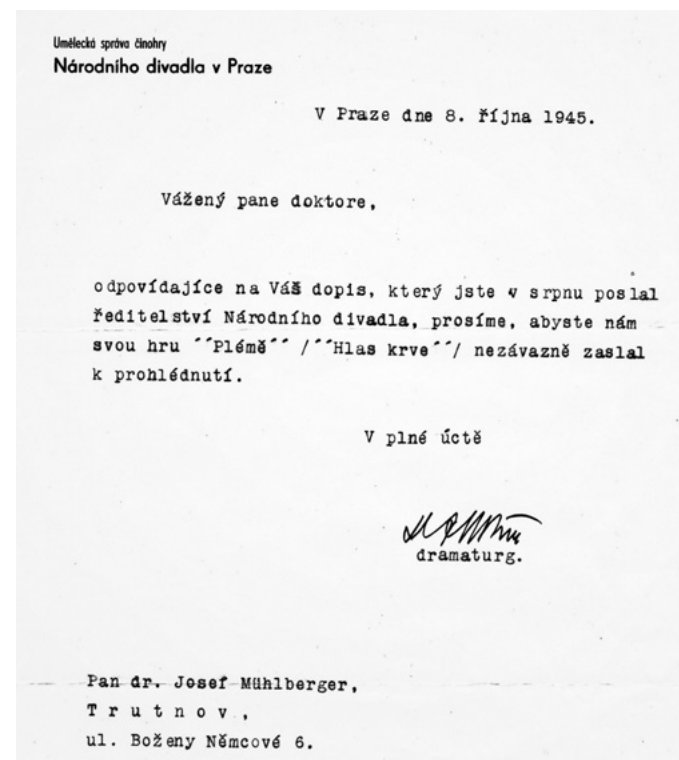 Umělecká správa činohry
Národního divadla v Praze
V Praze dne 8. října 1945.
Vážený pane doktore,
odpovídajíce na Váš dopis, který jste v srpnu poslal
ředitelství Národního divadla, prosíme, abyste nám
svou hru ´´Plémě´´ /´´Hlas krve´´/ nezávazně zaslal
k prohlédnutí.
V plné úctě
dramaturg.
Pan dr. Josef Mühlberger,
T r u t n o v ,
ul. Boženy Němcové 6.